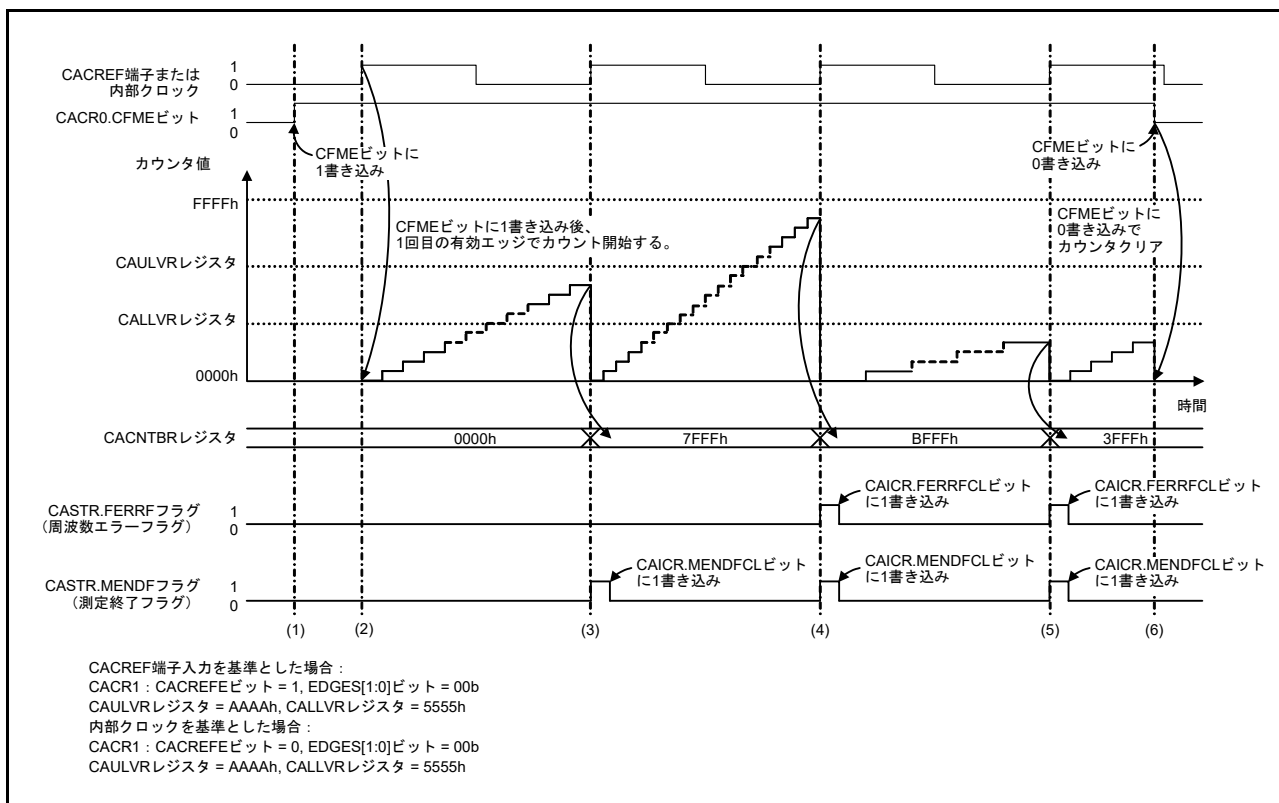 CACREF端子または
内部クロック
1
0
CACR0.CFMEビット
1
0
CFMEビットに
1書き込み
CFMEビットに
0書き込み
カウンタ値
FFFFh
CFMEビットに1書き込み後、
1回目の有効エッジでカウント開始する。
CFMEビットに
0書き込みで
カウンタクリア
CAULVRレジスタ
CALLVRレジスタ
0000h
時間
CACNTBRレジスタ
0000h
7FFFh
BFFFh
3FFFh
CASTR.FERRFフラグ
(周波数エラーフラグ)
1
0
CAICR.FERRFCLビット
に1書き込み
CAICR.FERRFCLビット
に1書き込み
CASTR.MENDFフラグ
(測定終了フラグ)
1
0
CAICR.MENDFCLビット
に1書き込み
CAICR.MENDFCLビット
に1書き込み
CAICR.MENDFCLビット
に1書き込み
(1)
(2)
(3)
(4)
(5)
(6)
CACREF端子入力を基準とした場合：
CACR1：CACREFEビット = 1, EDGES[1:0]ビット = 00b
CAULVRレジスタ = AAAAh, CALLVRレジスタ = 5555h
内部クロックを基準とした場合：
CACR1：CACREFEビット = 0, EDGES[1:0]ビット = 00b
CAULVRレジスタ = AAAAh, CALLVRレジスタ = 5555h